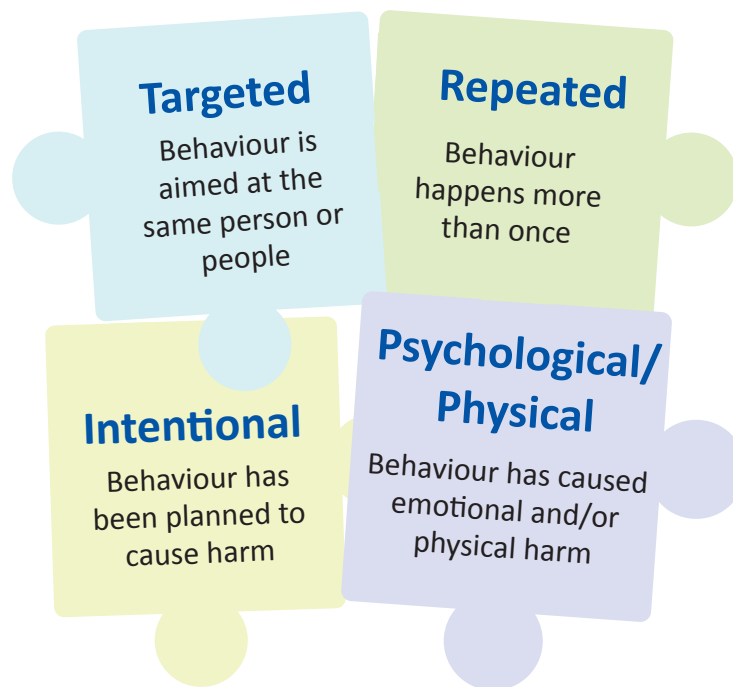 Targeted
Behaviour is
aimed at the
same person or
people
Repeated
Behaviour
happens more
than once
Intentional
Behaviour has
been planned to
cause harm
Psychological/
Physical
Behaviour has caused
emotional and/or
physical harm